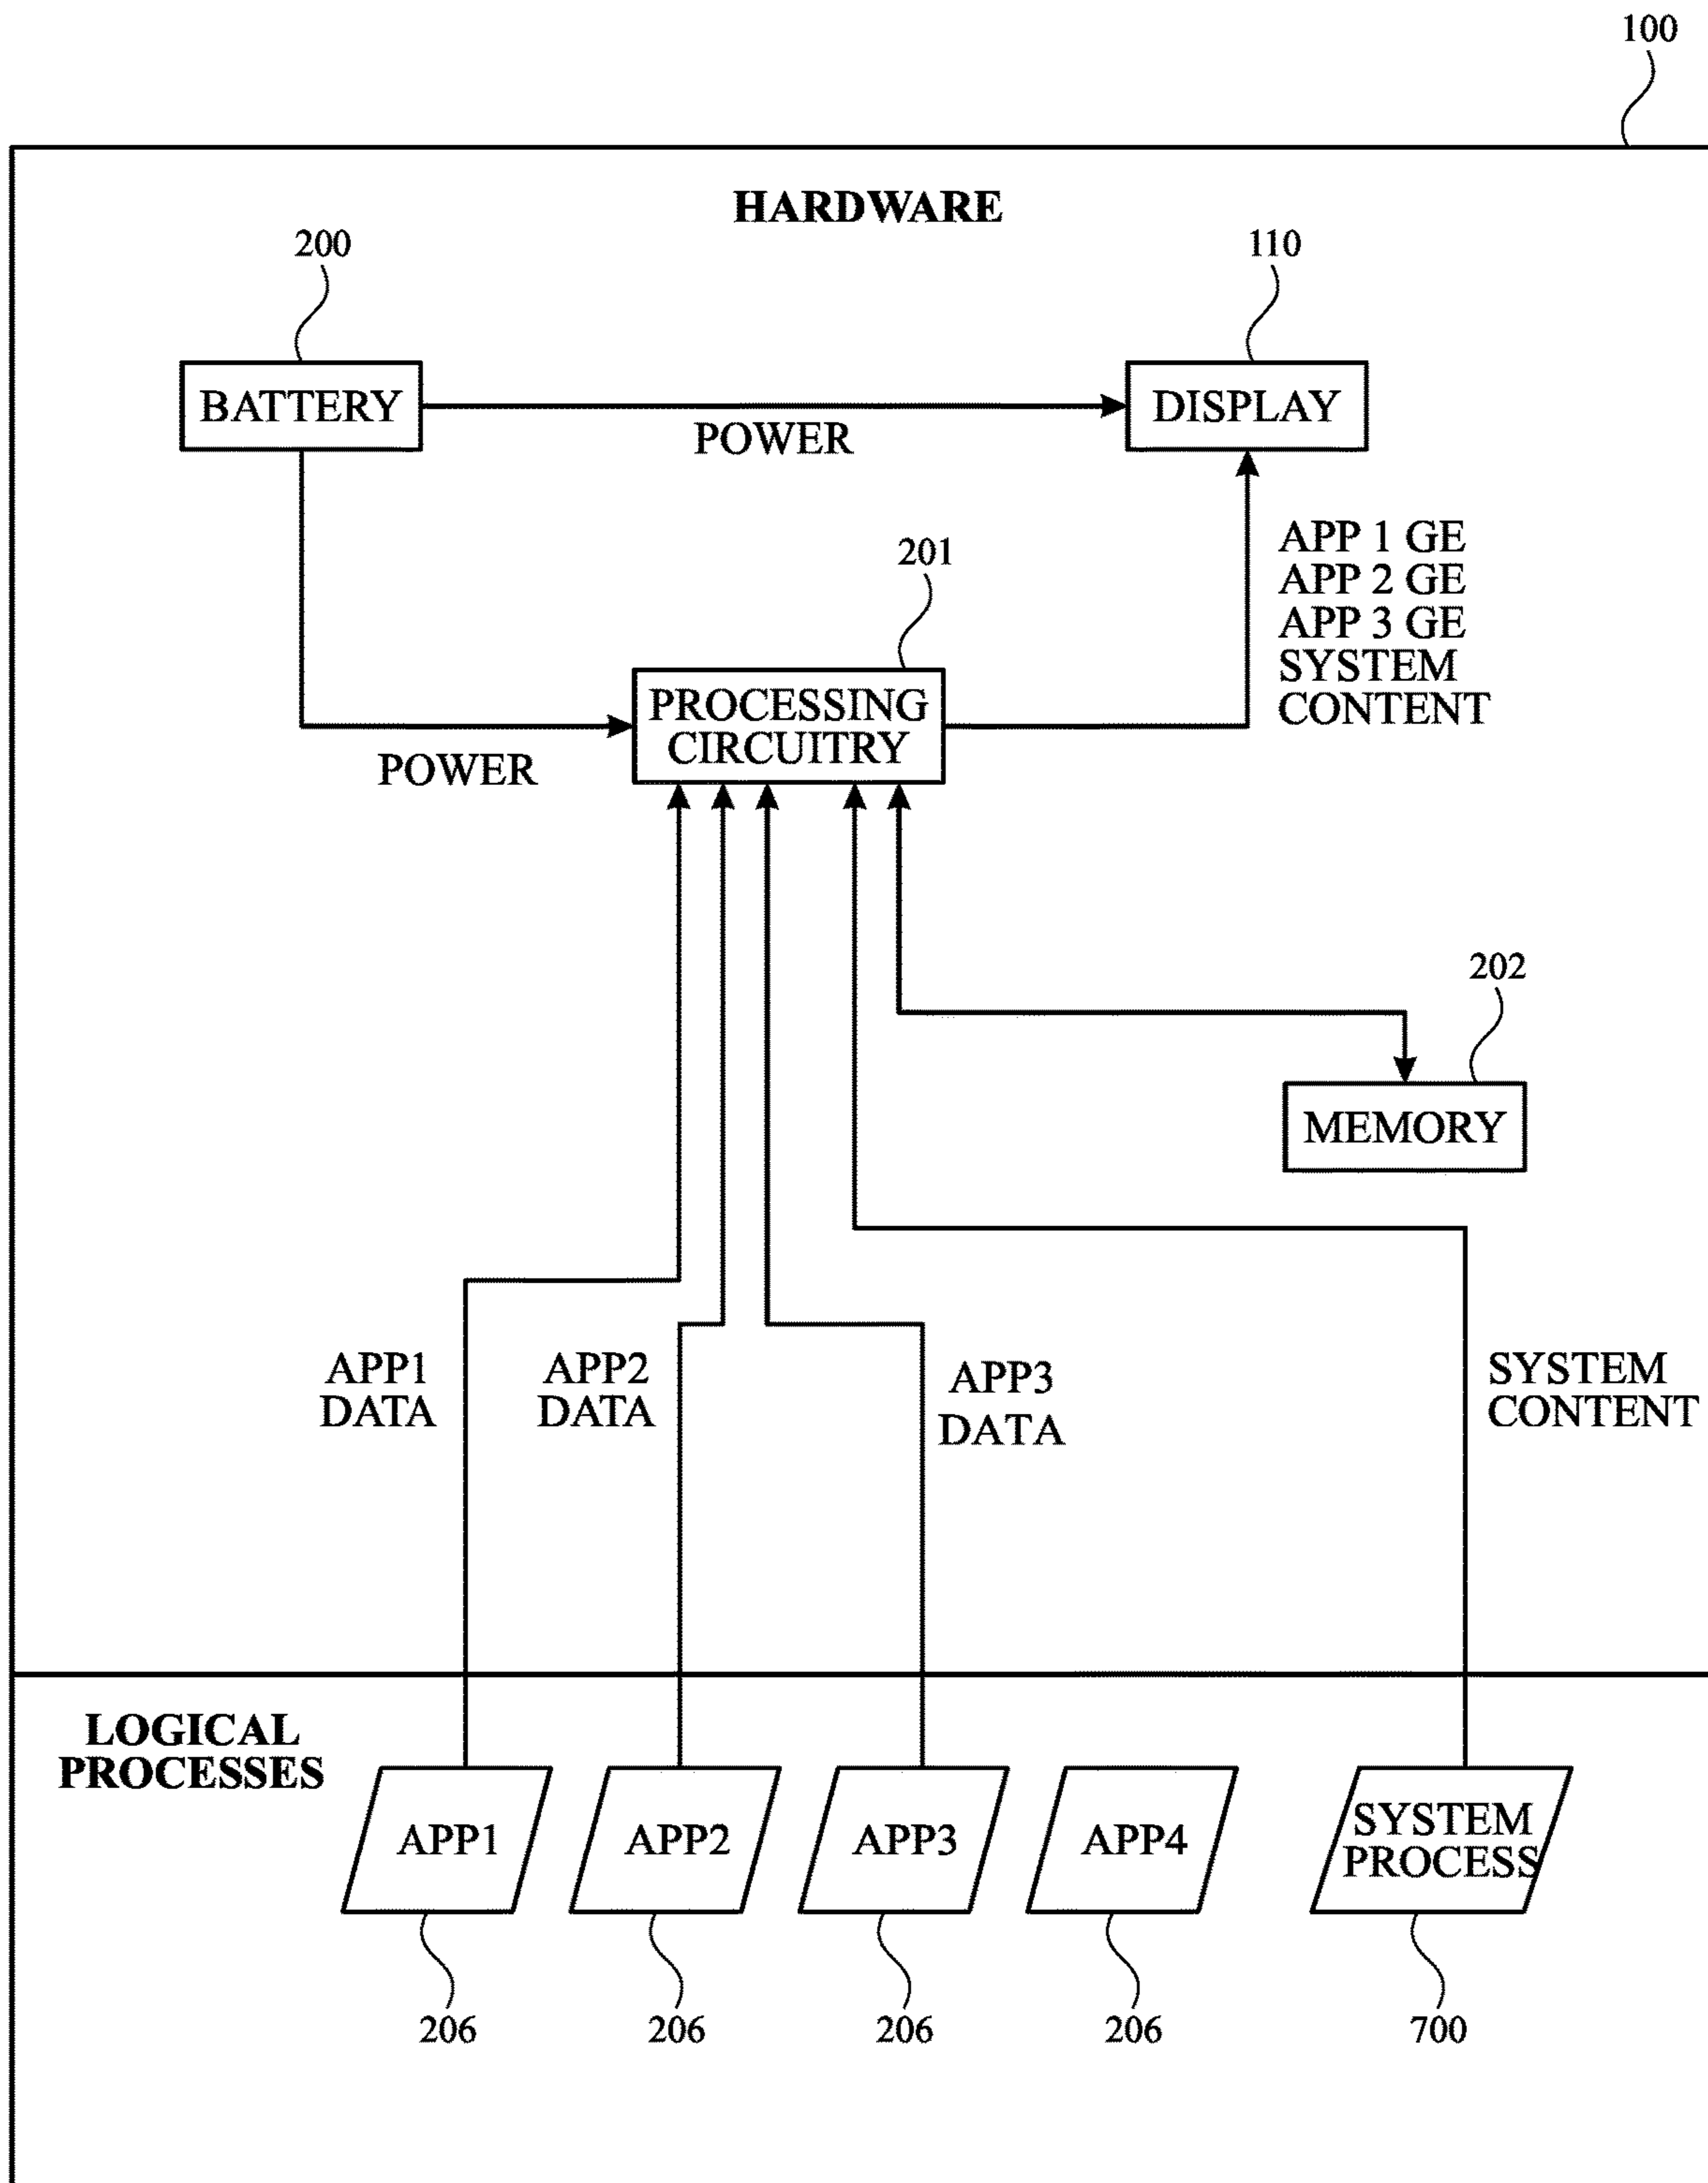 100
HARDWARE
200
110
BATTERY
DISPLAY
POWER
APP 1 GE
APP 2 GE
APP 3 GE
SYSTEM
CONTENT
201
PROCESSING
CIRCUITRY
POWER
202
MEMORY
APP1
DATA
APP2
DATA
APP3
DATA
SYSTEM
CONTENT
LOGICAL
PROCESSES
APP1
APP2
APP3
APP4
SYSTEM
PROCESS
206
206
206
206
700